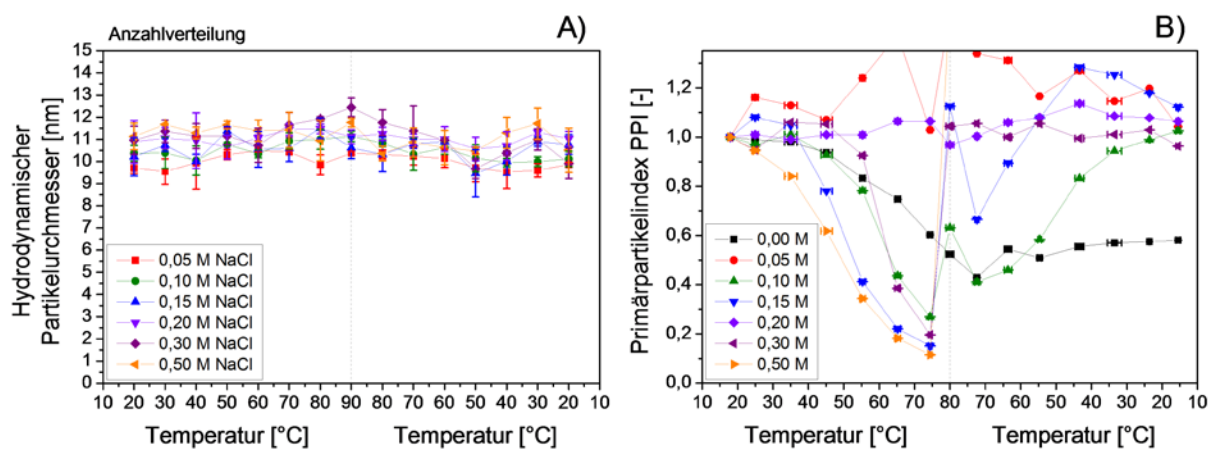 Anzahlverteilung
A)
15
14
13
12
11
10
9
8
7
6
5
4
3
2
1
0
Hydrodynamischer
Partikelurchmesser [nm]
0,05 M NaCl
0,10 M NaCl
0,15 M NaCl
0,20 M NaCl
0,30 M NaCl
0,50 M NaCl
10 20 30 40 50 60 70 80 90 80 70 60 50 40 30 20 10
Temperatur [°C] Temperatur [°C]
B)
1,2
1,0
0,8
0,6
0,4
0,2
0,0
Primärpartikelindex PPI [-]
0,00 M
0,05 M
0,10 M
0,15 M
0,20 M
0,30 M
0,50 M
10 20 30 40 50 60 70 80 70 60 50 40 30 20 10
Temperatur [°C] Temperatur [°C]